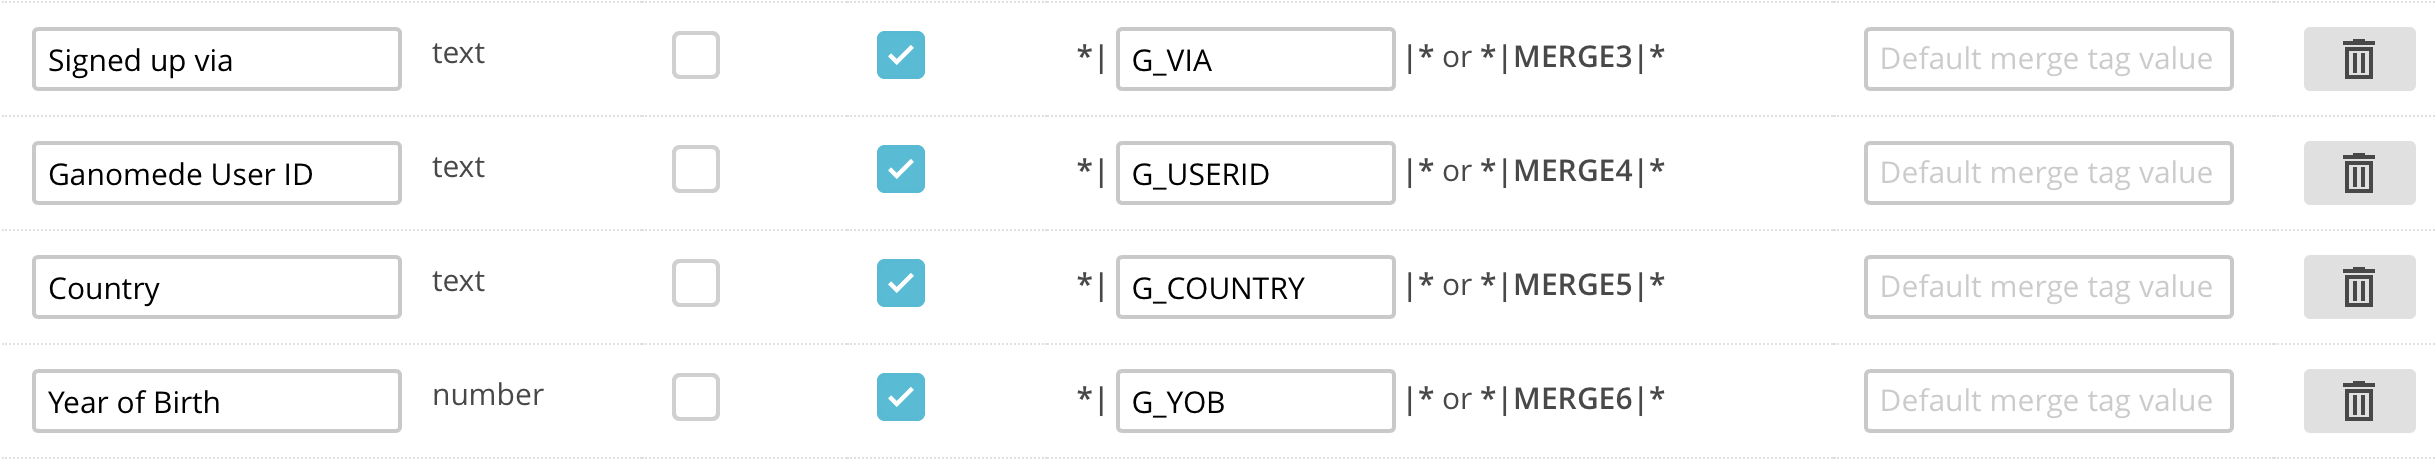 Signed up via text *| G_VIA |* or *|MERGE3|* Default merge tag value
Ganomede User ID text *| G_USERID |* or *|MERGE4|* Default merge tag value
Country text *| G_COUNTRY |* or *|MERGE5|* Default merge tag value
Year of Birth number *| G_YOB |* or *|MERGE6|* Default merge tag value